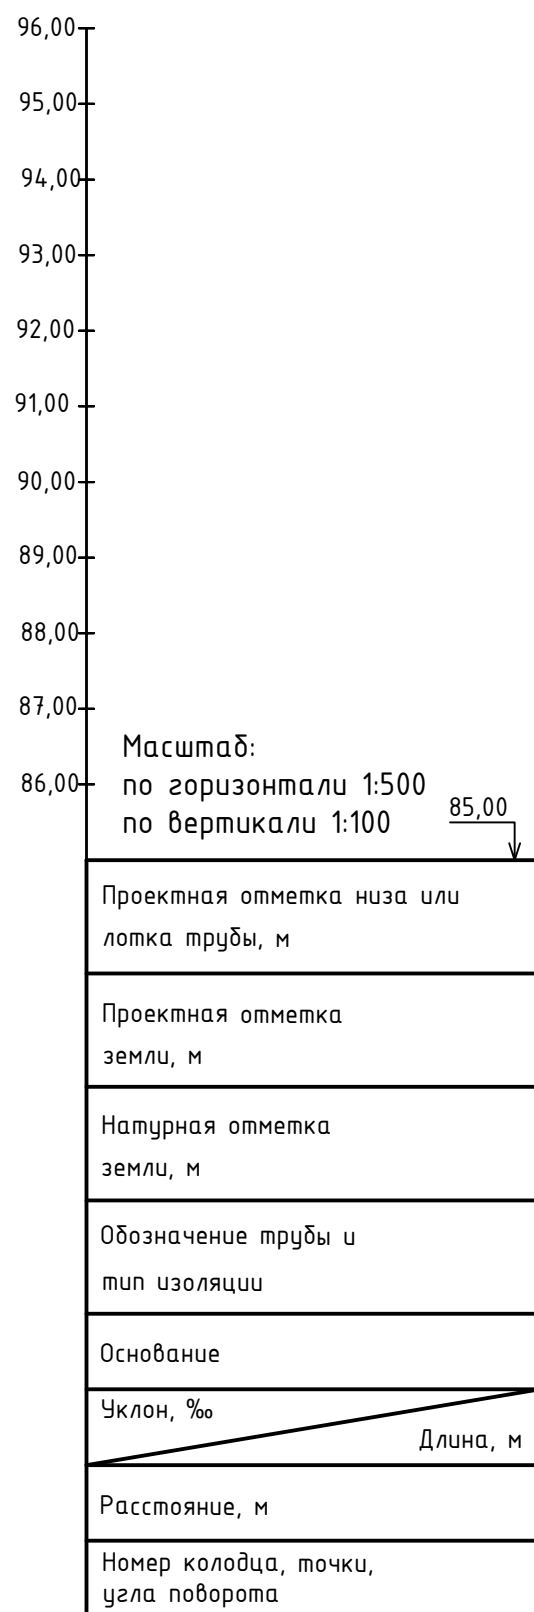 96,00
95,00
94,00
93,00
92,00
91,00
90,00
89,00
88,00
87,00
86,00
Масштаб:
по горизонтали 1:500
по вертикали 1:100
85,00
Проектная отметка низа или
лотка трубы, м
Проектная отметка
земли, м
Натурная отметка
земли, м
Обозначение трубы и
тип изоляции
Основание
Уклон, ‰
Длина, м
Расстояние, м
Номер колодца, точки,
угла поворота